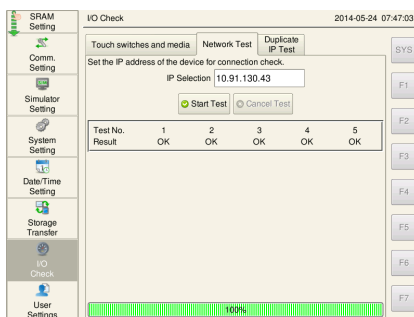 SRAM
Setting
I/O Check
2014-05-24 07:47:03
Touch switches and media
Network Test
Duplicate
IP Test
SYS
Set the IP address of the device for connection check.
Comm.
Setting
IP Selection 10.91.130.43
F1
Simulator
Setting
Start Test
Cancel Test
F2
Test No. 1 2 3 4 5
Result OK OK OK OK OK
System
Setting
F3
Date/Time
Setting
F4
Storage
Transfer
F5
I/O
Check
F6
User
Settings
F7
100%